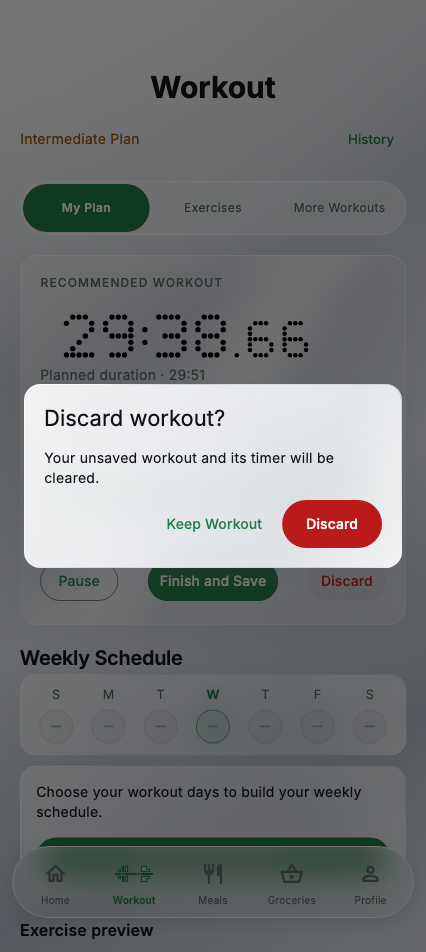 Workout
Intermediate Plan
History
My Plan
Exercises
More Workouts
RECOMMENDED WORKOUT
29:38.66
Planned duration · 29:51
Discard workout?
Your unsaved workout and its timer will be
cleared.
Keep Workout
Discard
Pause
Finish and Save
Discard
Weekly Schedule
S M T W T F S
Choose your workout days to build your weekly
schedule.
Home
Workout
Meals
Groceries
Profile
Exercise preview